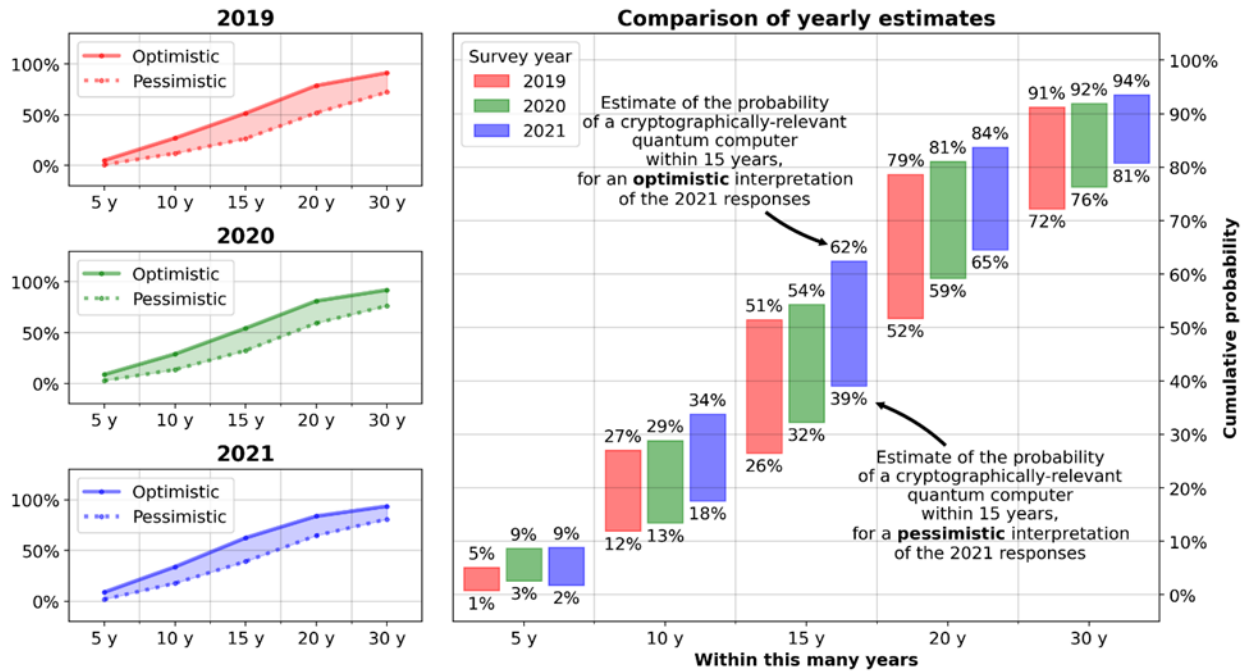 2019
100%
50%
0%
Optimistic
Pessimistic
5 y 10 y 15 y 20 y 30 y
2020
100%
50%
0%
Optimistic
Pessimistic
5 y 10 y 15 y 20 y 30 y
2021
100%
50%
0%
Optimistic
Pessimistic
5 y 10 y 15 y 20 y 30 y
Comparison of yearly estimates
Survey year
2019
2020
2021
Estimate of the probability
of a cryptographically-relevant
quantum computer
within 15 years,
for an optimistic interpretation
of the 2021 responses
5% 9% 9%
1% 3% 2%
27% 29% 34%
12% 13% 18%
51% 54% 62%
26% 32% 39%
79% 81% 84%
52% 59% 65%
91% 92% 94%
72% 76% 81%
Estimate of the probability
of a cryptographically-relevant
quantum computer
within 15 years,
for a pessimistic interpretation
of the 2021 responses
100%
90%
80%
70%
60%
50%
40%
30%
20%
10%
0%
Cumulative probability
5 y 10 y 15 y 20 y 30 y
Within this many years